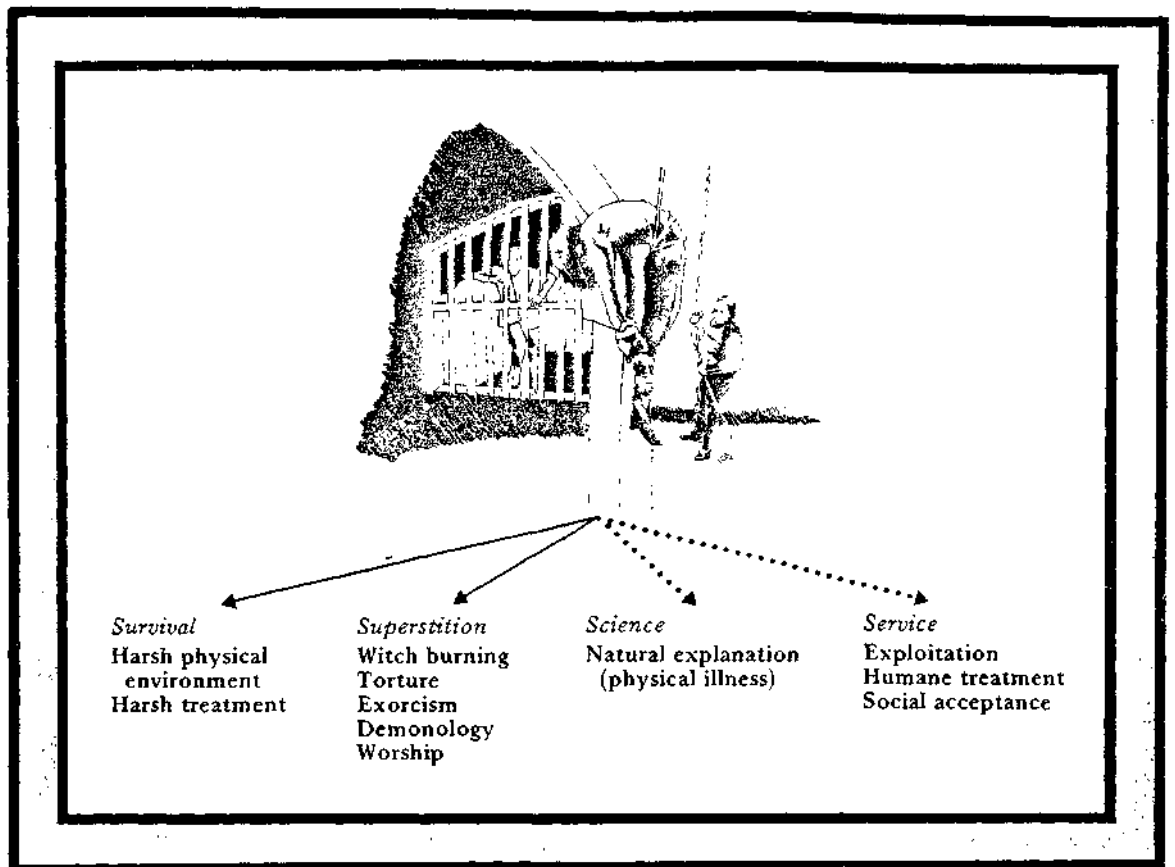 Survival
Harsh physical
environment
Harsh treatment
Superstition
Witch burning
Torture
Exorcism
Demonology
Worship
Science
Natural explanation
(physical illness)
Service
Exploitation
Humane treatment
Social acceptance